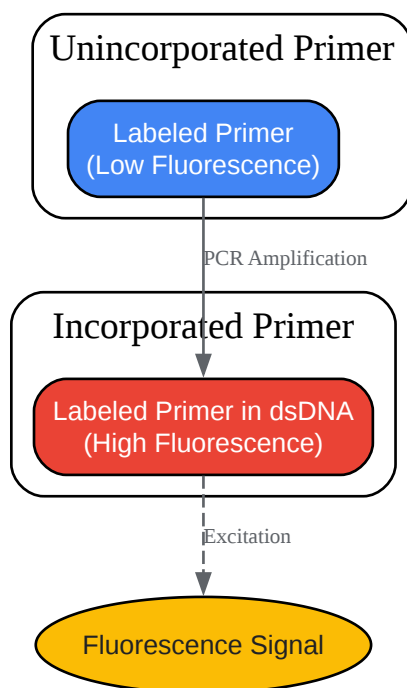 Unincorporated Primer
Labeled Primer
(Low Fluorescence)
PCR Amplification
Incorporated Primer
Labeled Primer in dsDNA
(High Fluorescence)
Excitation
Fluorescence Signal